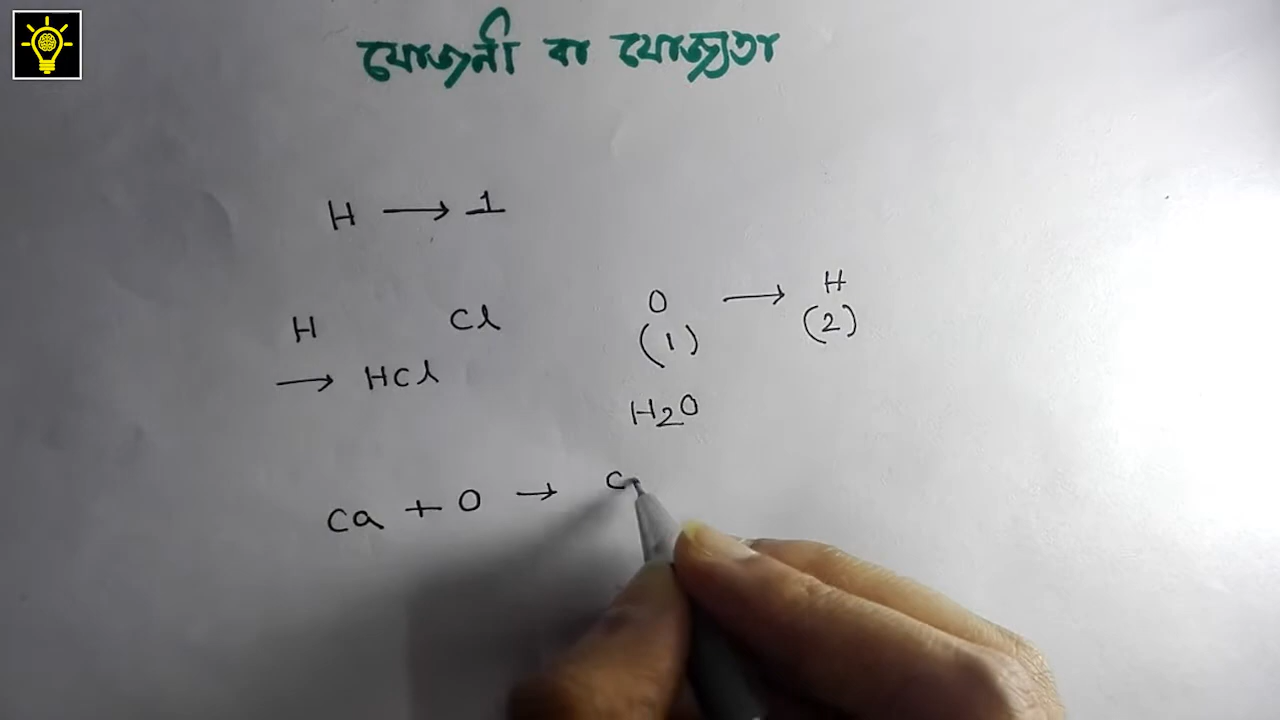 যোজনী বা যোজ্যতা
H → 1
H Cl
→ HCl
O → H
(1) (2)
H2O
Ca + O → C